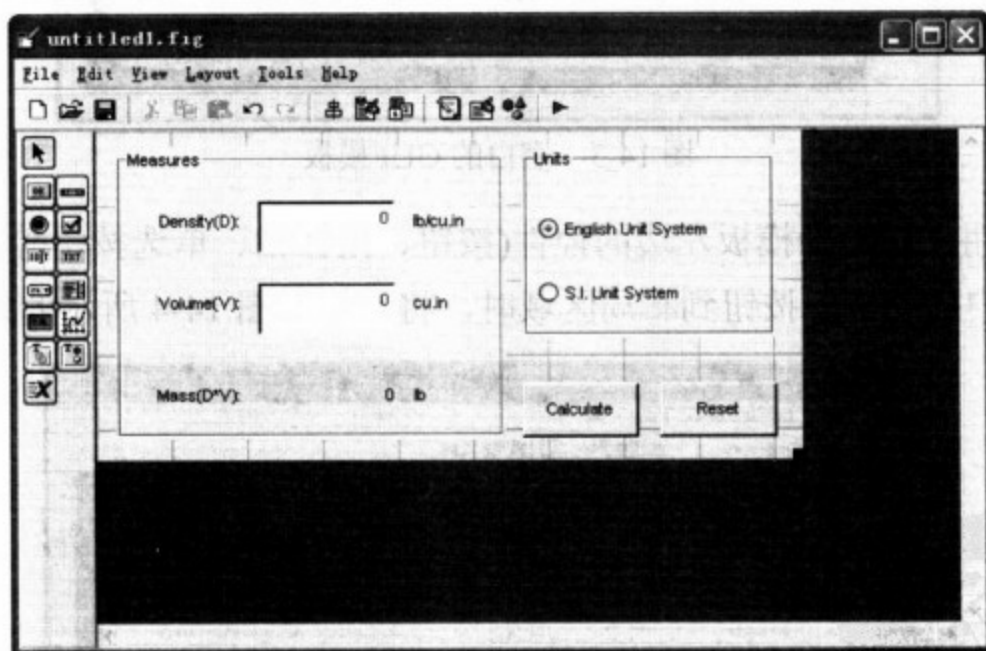 untitled1.fig
File Edit View Layout Tools Help
Measures
Units
Density(D): 0 lb/cu.in
English Unit System
Volume(V): 0 cu.in
S.I. Unit System
Mass(D*V): 0 lb
Calculate Reset